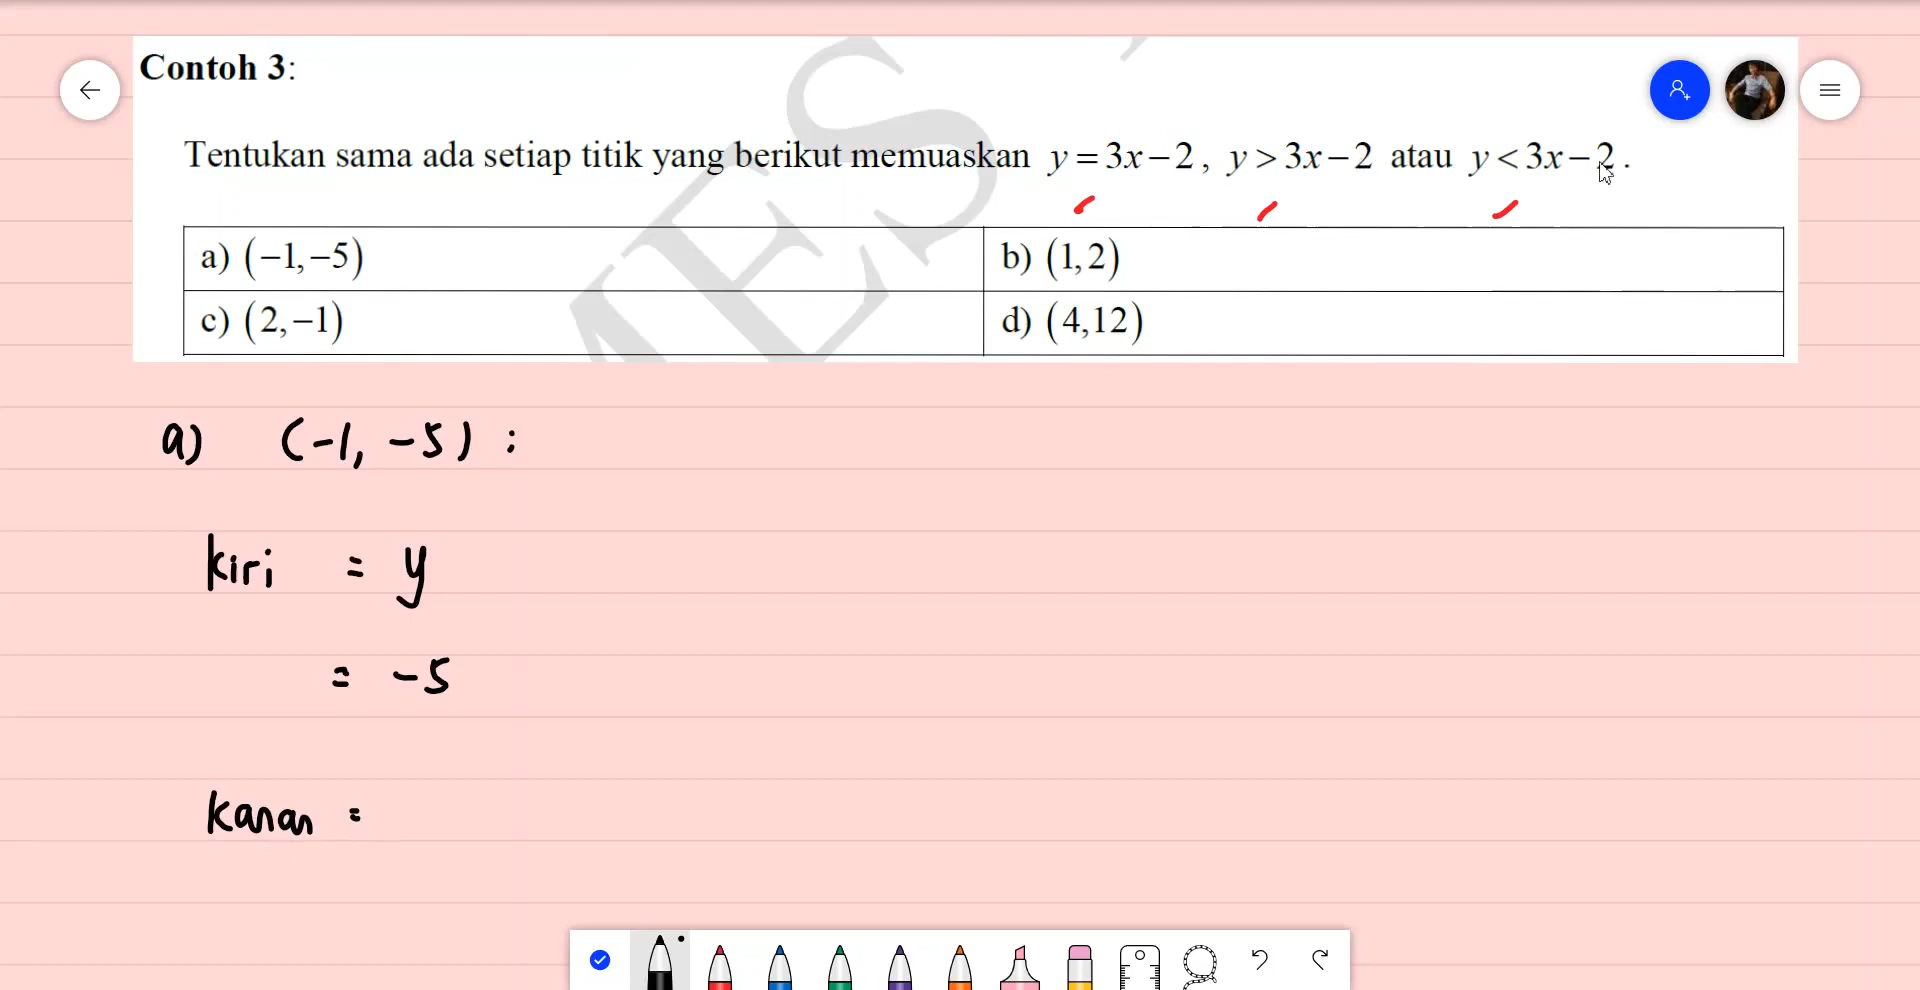 Contoh 3:
Tentukan sama ada setiap titik yang berikut memuaskan y = 3x − 2, y > 3x − 2 atau y < 3x − 2.
a) (−1, −5)
b) (1, 2)
c) (2, −1)
d) (4, 12)
a) (-1, -5) :
kiri = y
= -5
kanan =